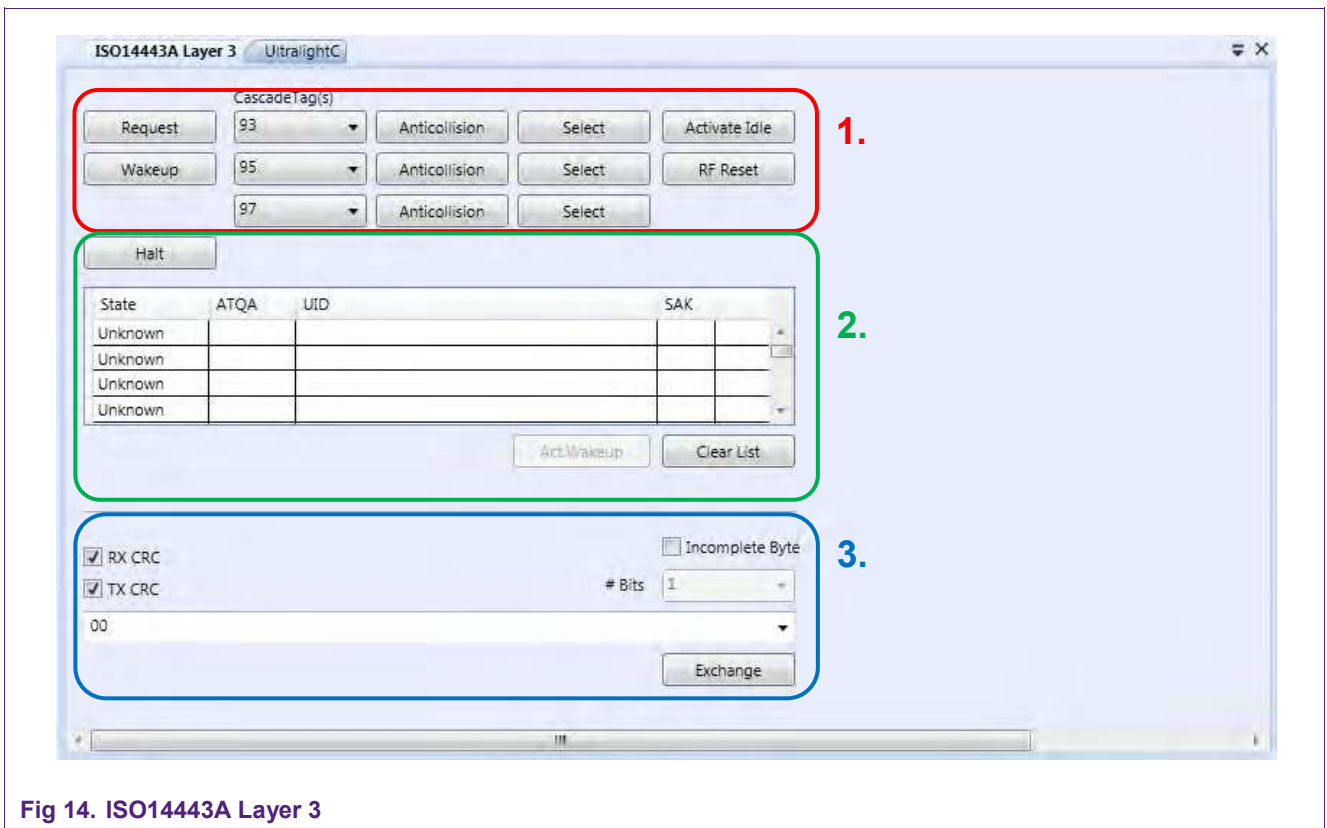 ISO14443A Layer 3 UltralightC
CascadeTag(s)
Request 93 Anticollision Select Activate Idle 1.
Wakeup 95 Anticollision Select RF Reset
97 Anticollision Select
Halt
State ATQA UID SAK
2.
Unknown
Unknown
Unknown
Unknown
Act.Wakeup Clear List
Incomplete Byte 3.
RX CRC
TX CRC # Bits 1
00
Exchange
Fig 14. ISO14443A Layer 3